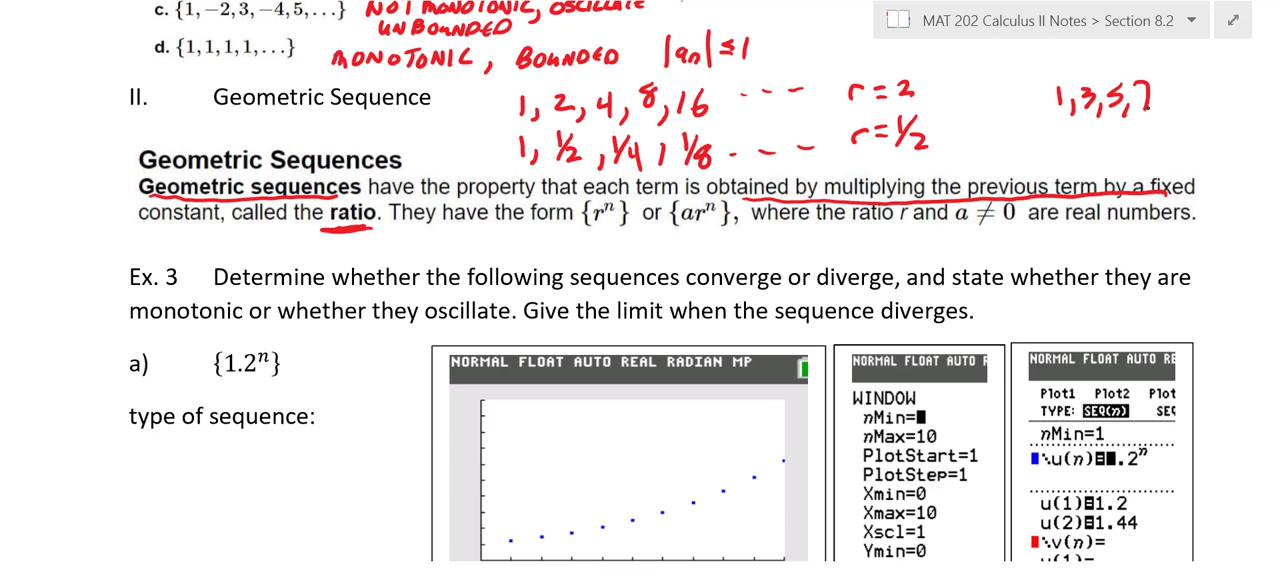 c. {1, −2, 3, −4, 5, . . .} NOT MONOTONIC, OSCILLATE
UNBOUNDED
MAT 202 Calculus II Notes > Section 8.2
d. {1, 1, 1, 1, . . .} MONOTONIC, BOUNDED |an| ≤ 1
II. Geometric Sequence 1, 2, 4, 8, 16 --- r = 2 1, 3, 5, 7
1, 1/2, 1/4, 1/8 --- r = 1/2
Geometric Sequences
Geometric sequences have the property that each term is obtained by multiplying the previous term by a fixed
constant, called the ratio. They have the form {rⁿ} or {arⁿ}, where the ratio r and a ≠ 0 are real numbers.
Ex. 3 Determine whether the following sequences converge or diverge, and state whether they are
monotonic or whether they oscillate. Give the limit when the sequence diverges.
a) {1.2ⁿ}
type of sequence:
NORMAL FLOAT AUTO REAL RADIAN MP
NORMAL FLOAT AUTO
WINDOW
nMin=
nMax=10
PlotStart=1
PlotStep=1
Xmin=0
Xmax=10
Xscl=1
Ymin=0
NORMAL FLOAT AUTO RE
Plot1 Plot2 Plot
TYPE: SEQ(n) SEQ
nMin=1
u(n)=.2ⁿ
u(1)=1.2
u(2)=1.44
v(n)=